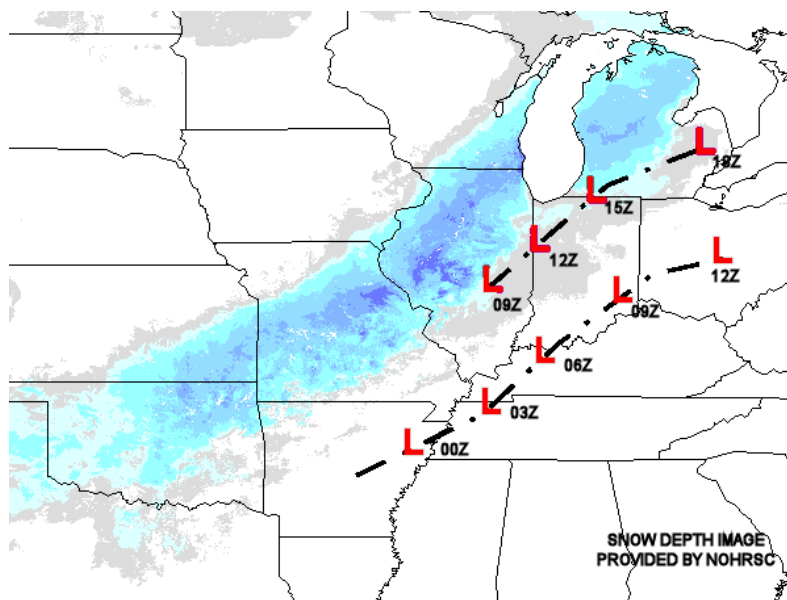 L
18Z
L
15Z
L
12Z
L
12Z
L
09Z
L
09Z
L
06Z
L
03Z
L
00Z
SNOW DEPTH IMAGE
PROVIDED BY NOHRSC